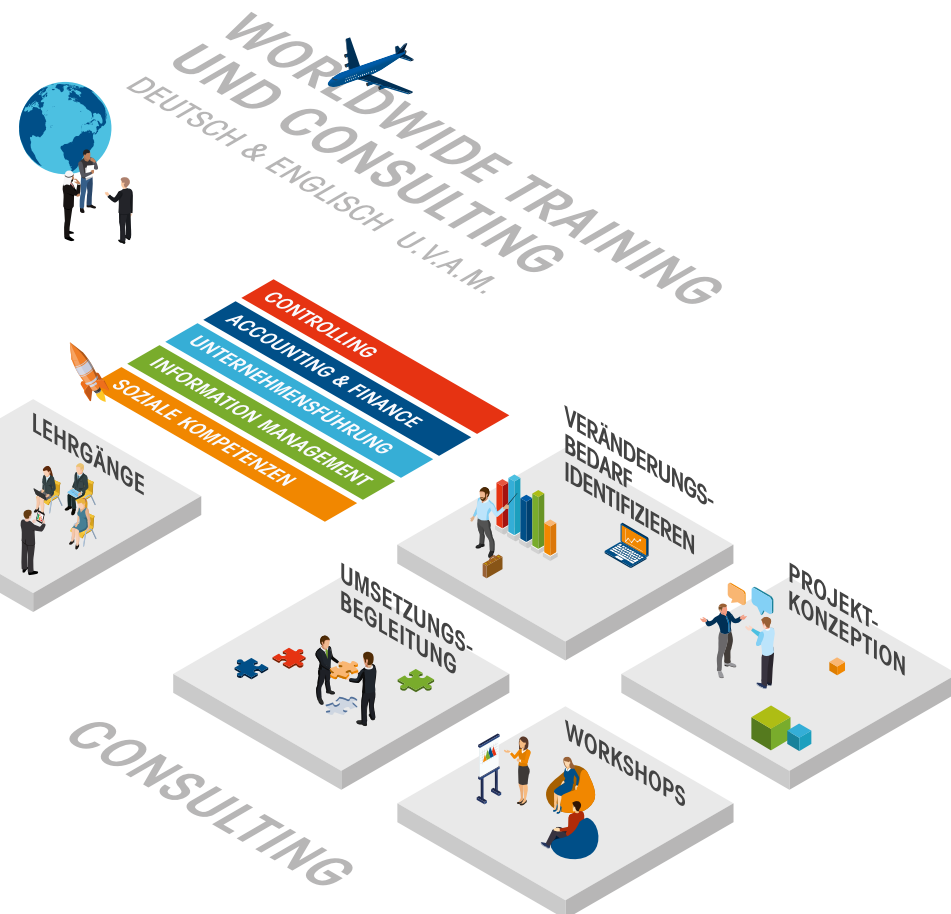 WORLDWIDE TRAINING
UND CONSULTING
DEUTSCH & ENGLISCH U.V.A.M.
CONTROLLING
ACCOUNTING & FINANCE
UNTERNEHMENSFÜHRUNG
INFORMATION MANAGEMENT
SOZIALE KOMPETENZEN
LEHRGÄNGE
VERÄNDERUNGS-
BEDARF
IDENTIFIZIEREN
UMSETZUNGS-
BEGLEITUNG
PROJEKT-
KONZEPTION
WORKSHOPS
CONSULTING